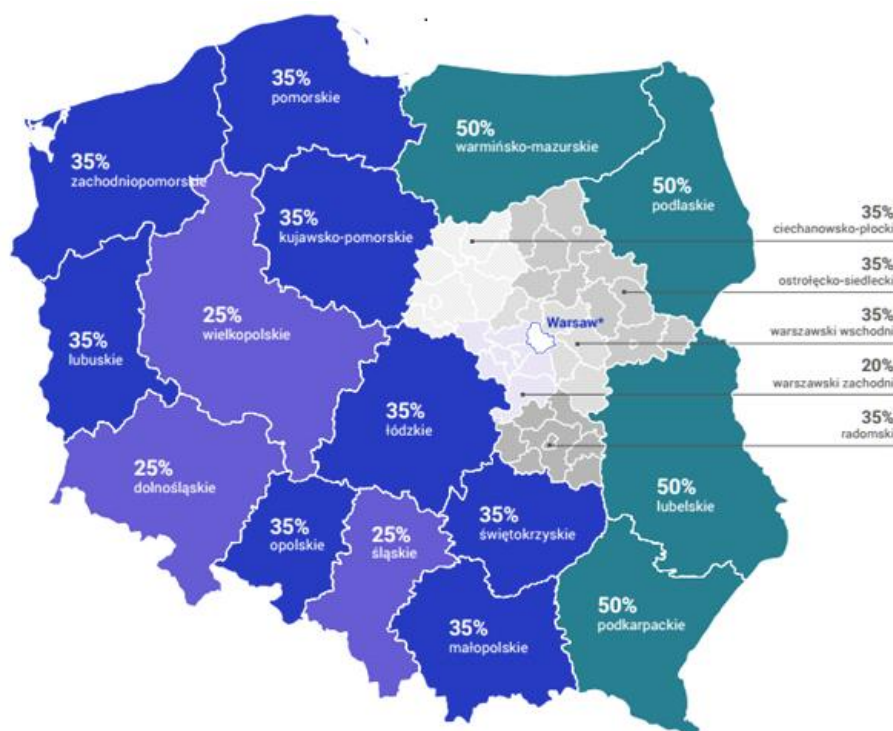 35%
pomorskie
50%
warmińsko-mazurskie
35%
zachodniopomorskie
50%
podlaskie
35%
kujawsko-pomorskie
35%
ciechanowsko-płocki
35%
ostrołęcko-siedlecki
25%
wielkopolskie
35%
lubuskie
Warsaw*
35%
warszawski wschodni
20%
warszawski zachodni
35%
łódzkie
35%
radomski
25%
dolnośląskie
50%
lubelskie
35%
opolskie
25%
śląskie
35%
świętokrzyskie
50%
podkarpackie
35%
małopolskie